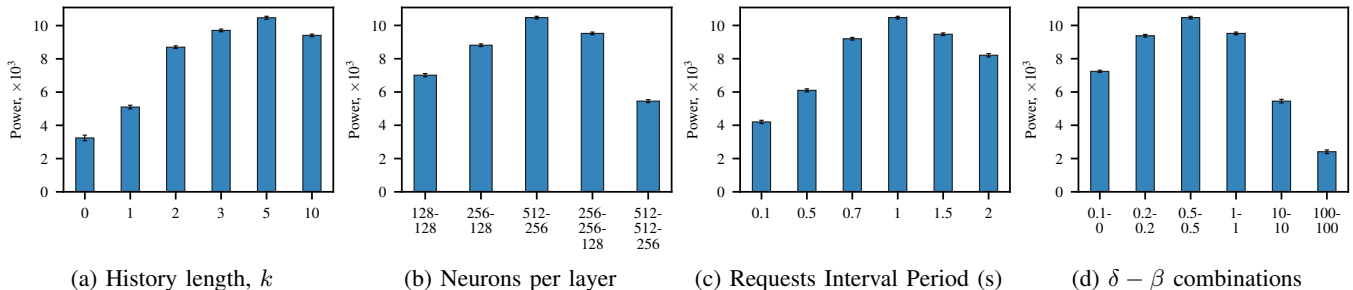 Power, ×10³
10
8
6
4
2
0
0 1 2 3 5 10
(a) History length, k
Power, ×10³
10
8
6
4
2
0
128- 256- 512- 256- 512-
128 128 256 256- 512-
128 256
(b) Neurons per layer
Power, ×10³
10
8
6
4
2
0
0.1 0.5 0.7 1 1.5 2
(c) Requests Interval Period (s)
Power, ×10³
10
8
6
4
2
0
0.1- 0.2- 0.5- 1- 10- 100-
0 0.2 0.5 1 10 100
(d) δ − β combinations